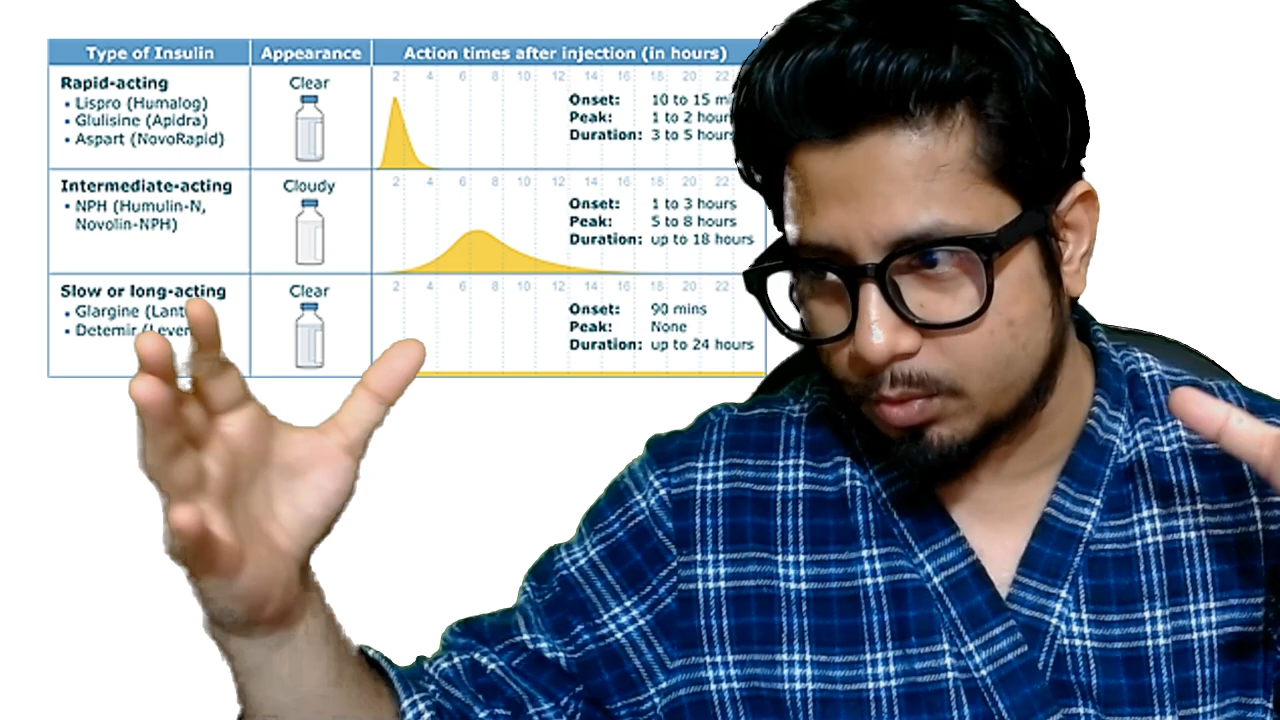 Type of Insulin Appearance Action times after injection (in hours)
Rapid-acting Clear 2 4 6 8 10 12 14 16 18 20 22
• Lispro (Humalog) Onset: 10 to 15
• Glulisine (Apidra) Peak: 1 to 2 hours
• Aspart (NovoRapid) Duration: 3 to 5 hours
Intermediate-acting Cloudy 2 4 6 8 10 12 14 16 18 20 22
• NPH (Humulin-N, Onset: 1 to 3 hours
Novolin-NPH) Peak: 5 to 8 hours
Duration: up to 18 hours
Slow or long-acting Clear 2 4 6 8 10 12 14 16 18 20 22
• Glargine Onset: 90 mins
• Detemir Peak: None
Duration: up to 24 hours